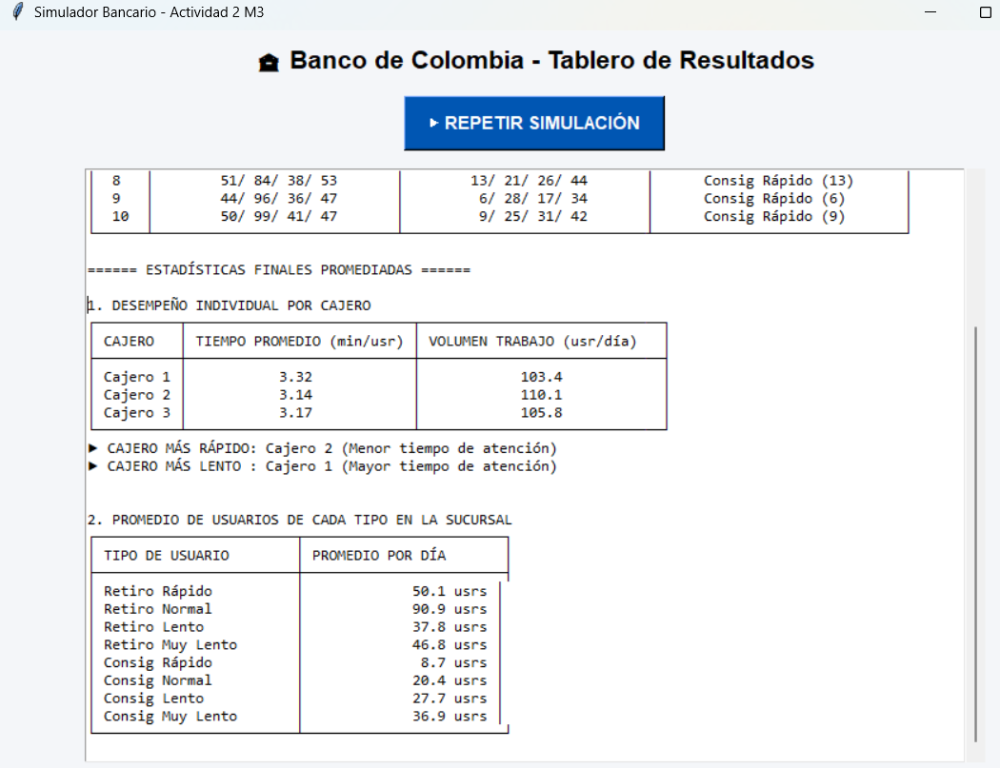 Simulador Bancario - Actividad 2 M3
Banco de Colombia - Tablero de Resultados
REPETIR SIMULACIÓN
8 51/ 84/ 38/ 53 13/ 21/ 26/ 44 Consig Rápido (13)
9 44/ 96/ 36/ 47 6/ 28/ 17/ 34 Consig Rápido (6)
10 50/ 99/ 41/ 47 9/ 25/ 31/ 42 Consig Rápido (9)
====== ESTADÍSTICAS FINALES PROMEDIADAS ======
1. DESEMPEÑO INDIVIDUAL POR CAJERO
CAJERO TIEMPO PROMEDIO (min/usr) VOLUMEN TRABAJO (usr/día)
Cajero 1 3.32 103.4
Cajero 2 3.14 110.1
Cajero 3 3.17 105.8
► CAJERO MÁS RÁPIDO: Cajero 2 (Menor tiempo de atención)
► CAJERO MÁS LENTO : Cajero 1 (Mayor tiempo de atención)
2. PROMEDIO DE USUARIOS DE CADA TIPO EN LA SUCURSAL
TIPO DE USUARIO PROMEDIO POR DÍA
Retiro Rápido 50.1 usrs
Retiro Normal 90.9 usrs
Retiro Lento 37.8 usrs
Retiro Muy Lento 46.8 usrs
Consig Rápido 8.7 usrs
Consig Normal 20.4 usrs
Consig Lento 27.7 usrs
Consig Muy Lento 36.9 usrs